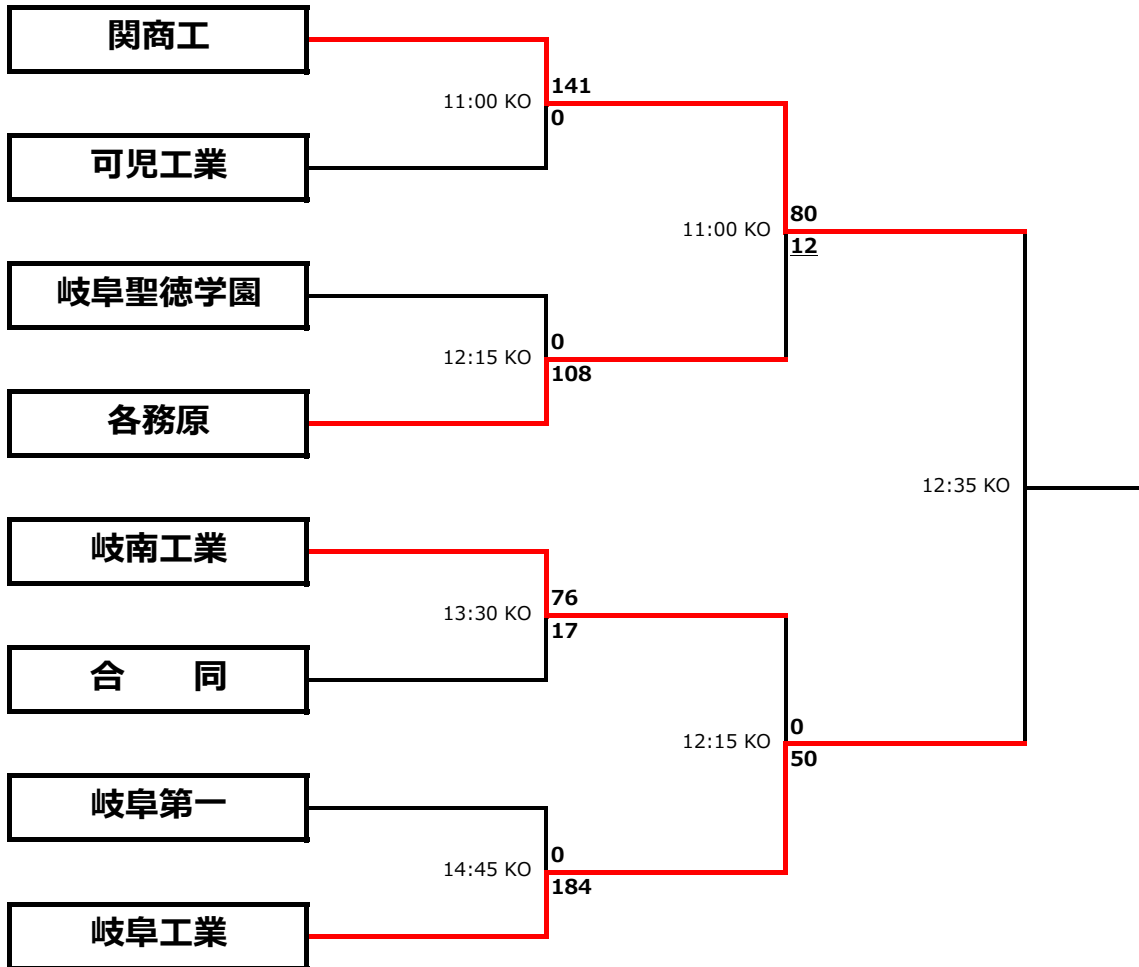 関商工
11:00 KO
141
0
可児工業
11:00 KO
80
12
岐阜聖徳学園
12:15 KO
0
108
各務原
12:35 KO
岐南工業
13:30 KO
76
17
合　　同
12:15 KO
0
50
岐阜第一
14:45 KO
0
184
岐阜工業